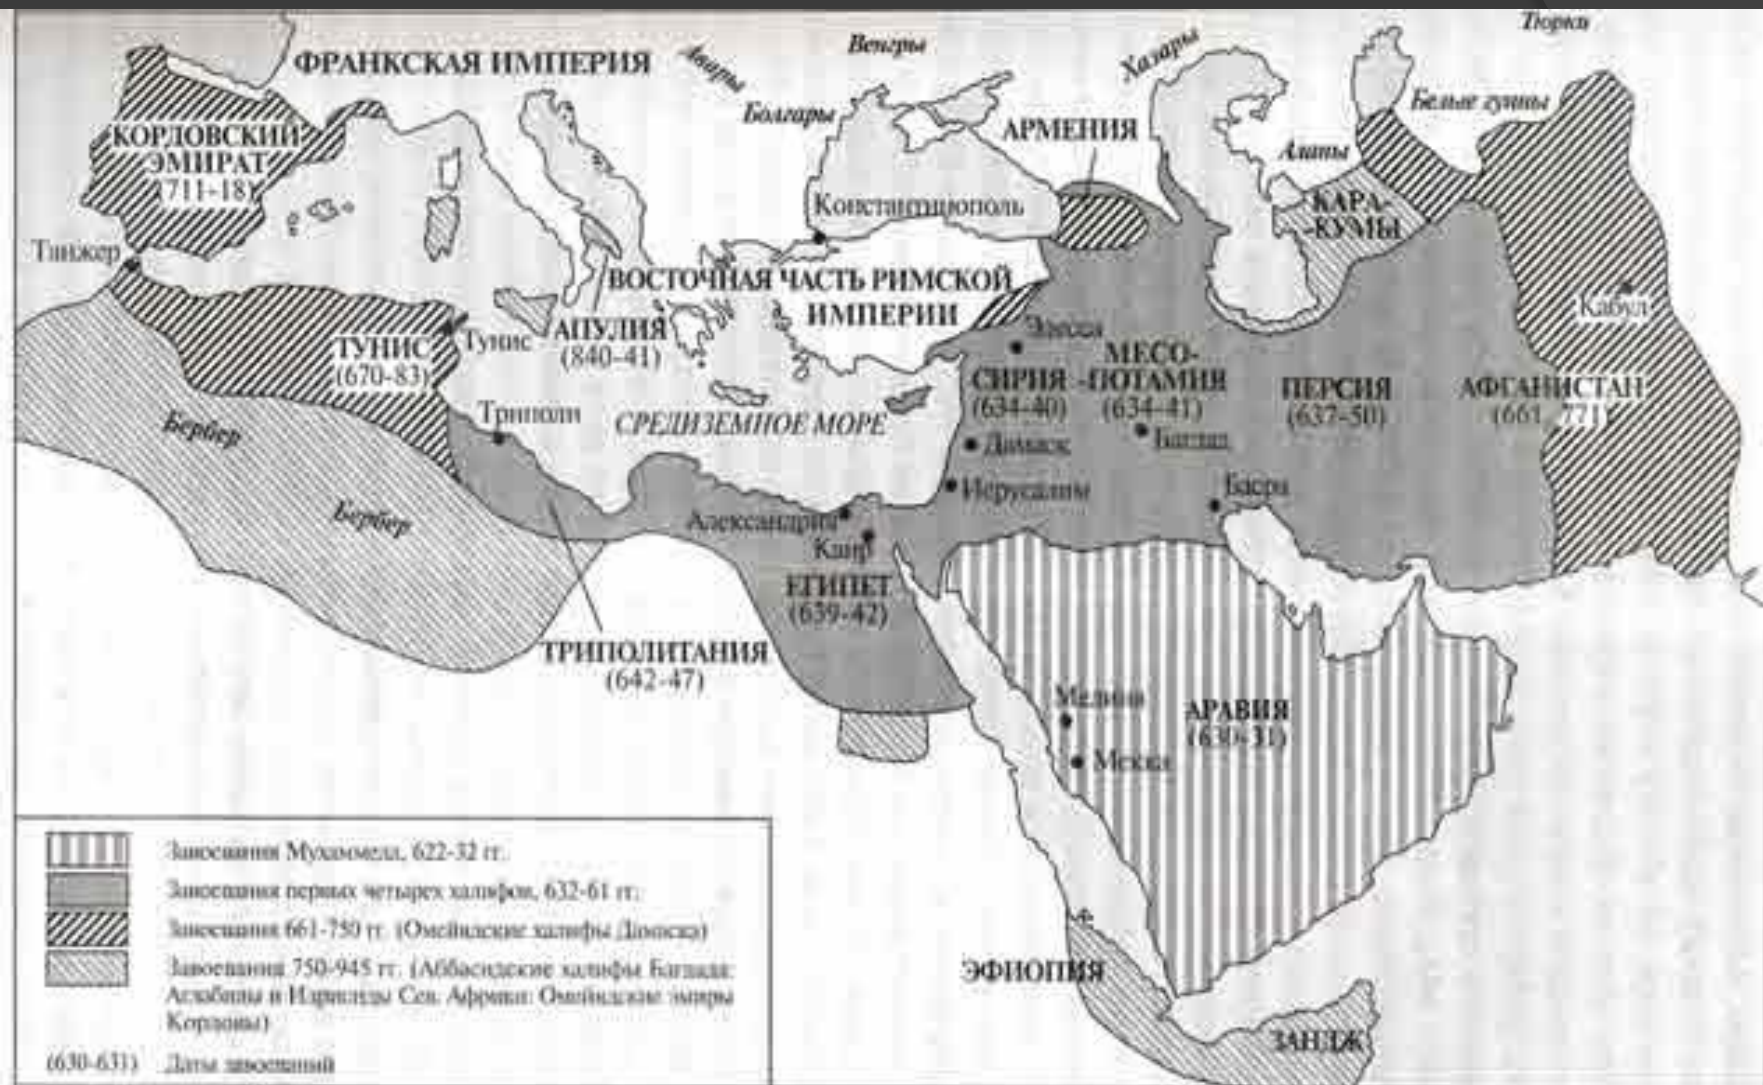 Тюрки
Венгры
Хазары
Авары
ФРАНКСКАЯ ИМПЕРИЯ
Болгары
Белые гунны
АРМЕНИЯ
КОРДОВСКИЙ
ЭМИРАТ
(711-18)
Аланы
КАРА-
-КУМЫ
Константинополь
Танжер
ВОСТОЧНАЯ ЧАСТЬ РИМСКОЙ
ИМПЕРИИ
Кабул
ТУНИС
(670-83)
Тунис
АПУЛИЯ
(840-41)
Эдесса
СИРИЯ
(634-40)
МЕСО-
-ПОТАМИЯ
(634-41)
ПЕРСИЯ
(637-50)
АФГАНИСТАН
(661, 771)
Триполи
СРЕДИЗЕМНОЕ МОРЕ
Дамаск
Багдад
Бербер
Бербер
Иерусалим
Басра
Александрия
Каир
ЕГИПЕТ
(639-42)
ТРИПОЛИТАНИЯ
(642-47)
Медина
АРАВИЯ
(630-31)
Мекка
ЭФИОПИЯ
ЗАНДЖ
Завоевания Мухаммеда, 622-32 гг.
Завоевания первых четырех халифов, 632-61 гг.
Завоевания 661-750 гг. (Омейядские халифы Дамаска)
Завоевания 750-945 гг. (Аббасидские халифы Багдада:
Аглабиды и Идрисиды Сев. Африки: Омейядские эмиры
Кордовы)
(630-631) Даты завоеваний